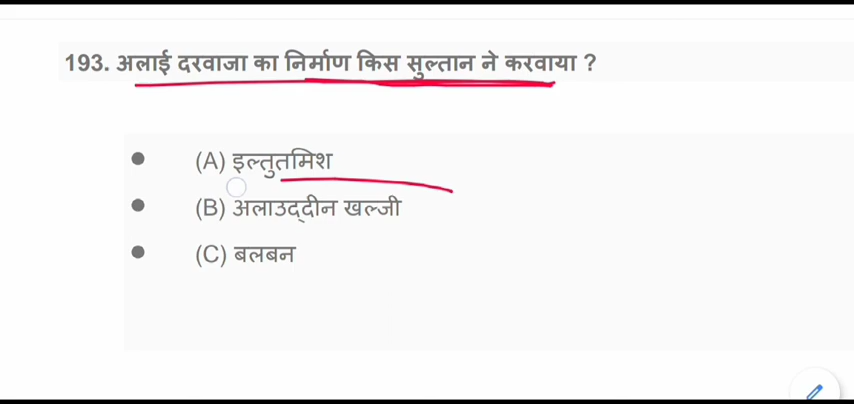 193. अलाई दरवाजा का निर्माण किस सुल्तान ने करवाया ?
(A) इल्तुतमिश
(B) अलाउद्दीन खल्जी
(C) बलबन